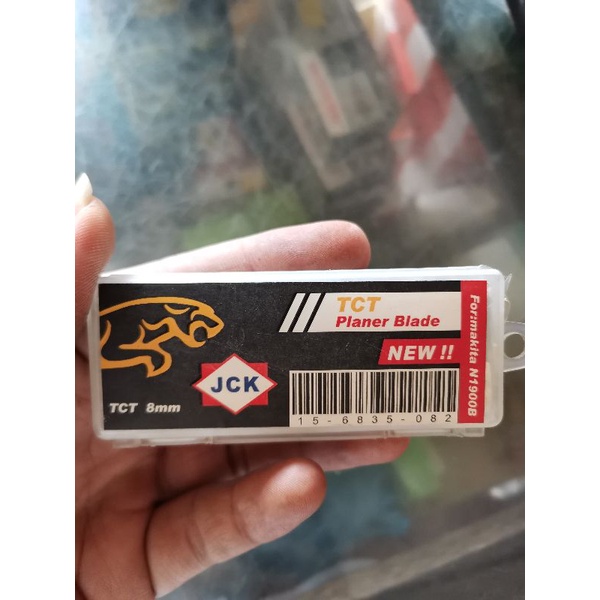 TCT
Planer Blade
NEW !!
JCK
TCT 8mm
15-6835-082
For:makita N1900B